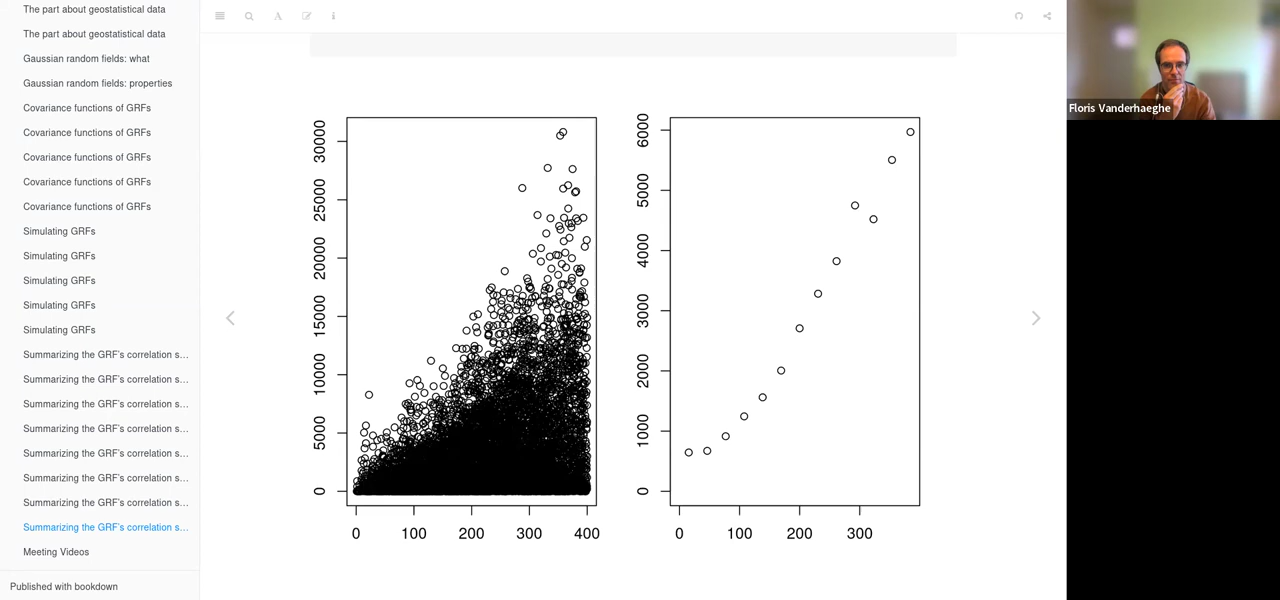 The part about geostatistical data
The part about geostatistical data
Gaussian random fields: what
Gaussian random fields: properties
Covariance functions of GRFs
Covariance functions of GRFs
Covariance functions of GRFs
Covariance functions of GRFs
Covariance functions of GRFs
Simulating GRFs
Simulating GRFs
Simulating GRFs
Simulating GRFs
Simulating GRFs
Summarizing the GRF's correlation s...
Summarizing the GRF's correlation s...
Summarizing the GRF's correlation s...
Summarizing the GRF's correlation s...
Summarizing the GRF's correlation s...
Summarizing the GRF's correlation s...
Summarizing the GRF's correlation s...
Summarizing the GRF's correlation s...
Meeting Videos
Published with bookdown
A
i
30000
25000
20000
15000
10000
5000
0
0 100 200 300 400
6000
5000
4000
3000
2000
1000
0
0 100 200 300
Floris Vanderhaeghe